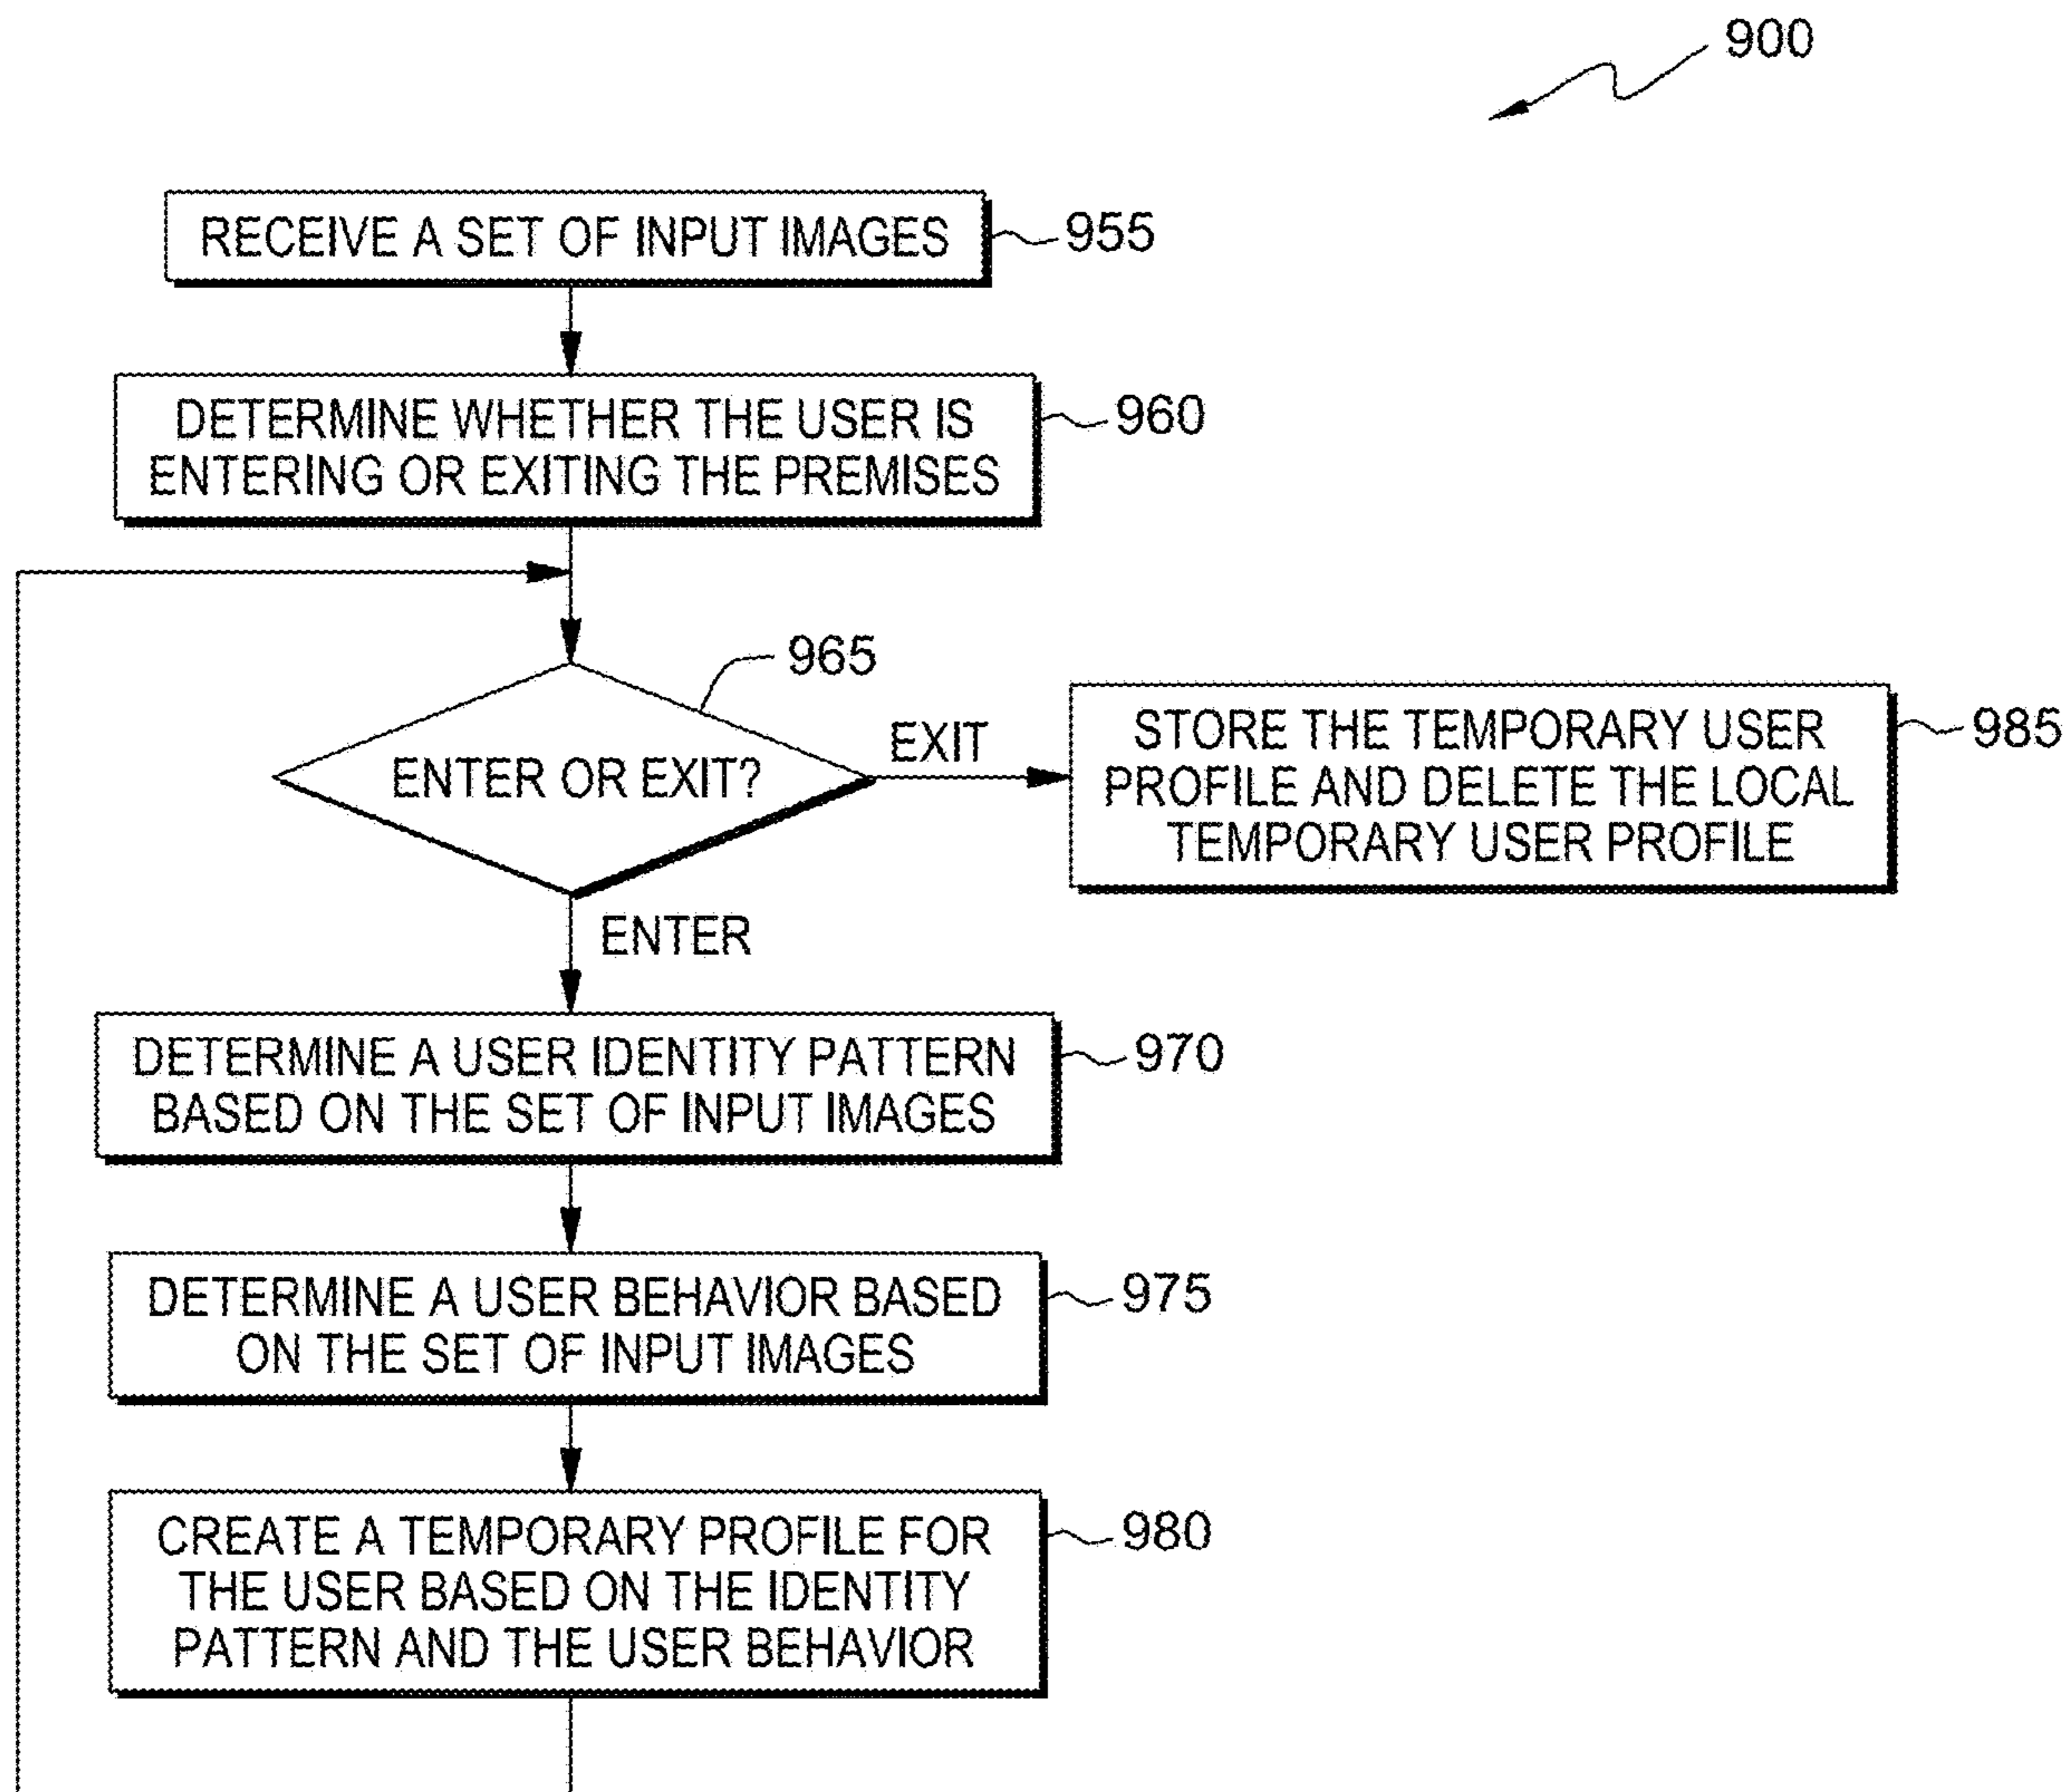 900
RECEIVE A SET OF INPUT IMAGES
955
DETERMINE WHETHER THE USER IS
ENTERING OR EXITING THE PREMISES
960
965
ENTER OR EXIT?
EXIT
STORE THE TEMPORARY USER
PROFILE AND DELETE THE LOCAL
TEMPORARY USER PROFILE
985
ENTER
DETERMINE A USER IDENTITY PATTERN
BASED ON THE SET OF INPUT IMAGES
970
DETERMINE A USER BEHAVIOR BASED
ON THE SET OF INPUT IMAGES
975
CREATE A TEMPORARY PROFILE FOR
THE USER BASED ON THE IDENTITY
PATTERN AND THE USER BEHAVIOR
980